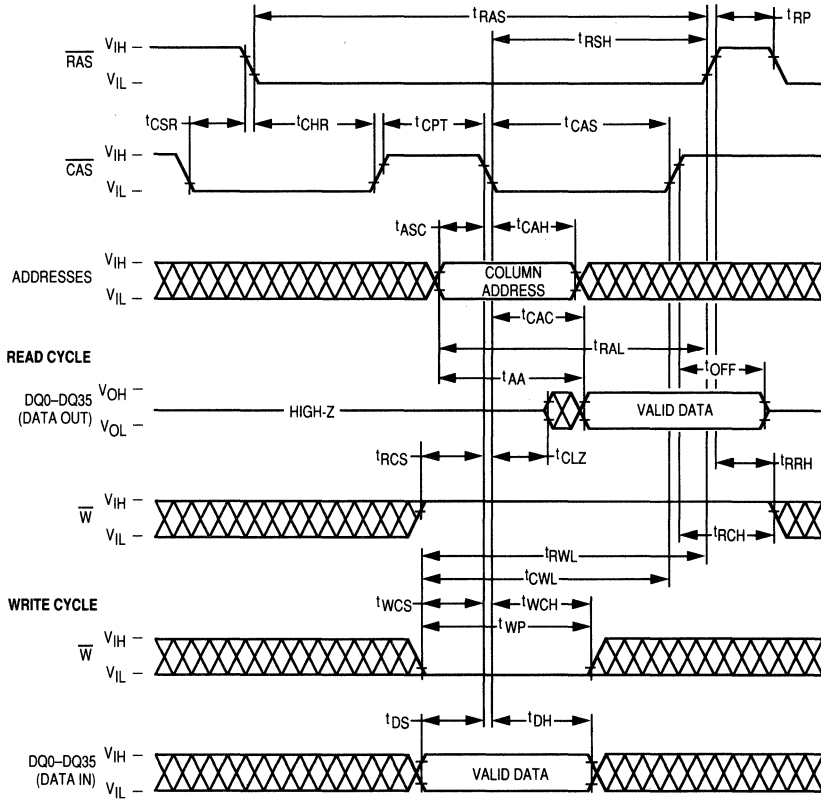 tRAS
tRP
tRSH
RAS
VIH
VIL
tCSR
tCHR
tCPT
tCAS
CAS
VIH
VIL
tASC
tCAH
ADDRESSES
VIH
VIL
COLUMN
ADDRESS
tCAC
tRAL
READ CYCLE
tAA
tOFF
DQ0–DQ35
(DATA OUT)
VOH
VOL
HIGH-Z
VALID DATA
tRCS
tCLZ
tRRH
W
VIH
VIL
tRCH
tRWL
tCWL
WRITE CYCLE
tWCS
tWCH
tWP
W
VIH
VIL
tDS
tDH
DQ0–DQ35
(DATA IN)
VIH
VIL
VALID DATA